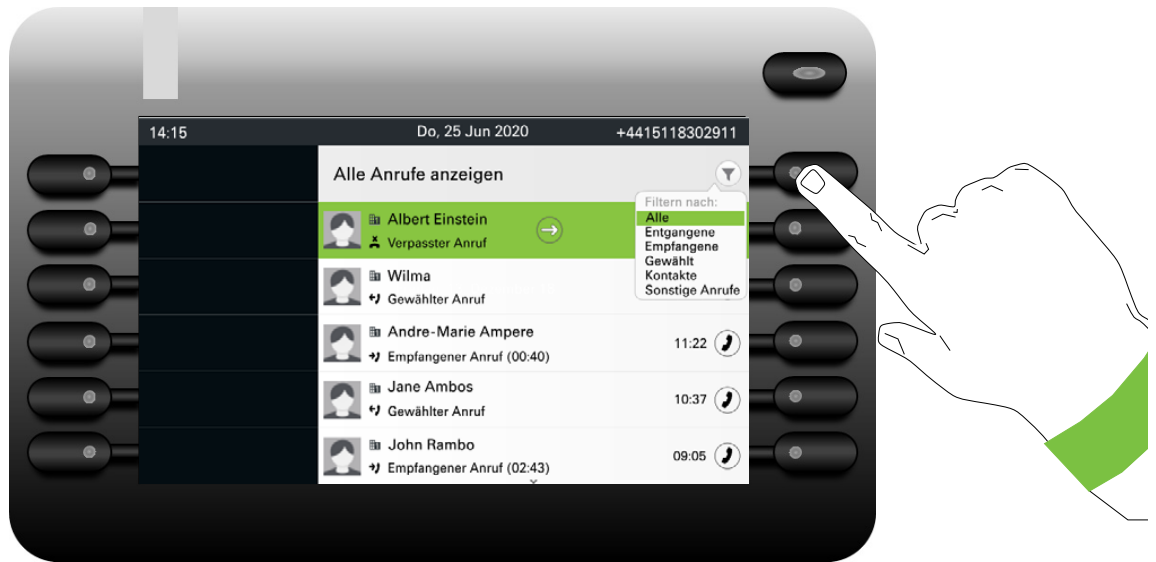 14:15 Do, 25 Jun 2020 +4415118302911
Alle Anrufe anzeigen
Filtern nach:
Alle
Entgangene
Empfangene
Gewählt
Kontakte
Sonstige Anrufe
Albert Einstein
Verpasster Anruf
Wilma
Gewählter Anruf
Andre-Marie Ampere
Empfangener Anruf (00:40)
11:22
Jane Ambos
Gewählter Anruf
10:37
John Rambo
Empfangener Anruf (02:43)
09:05